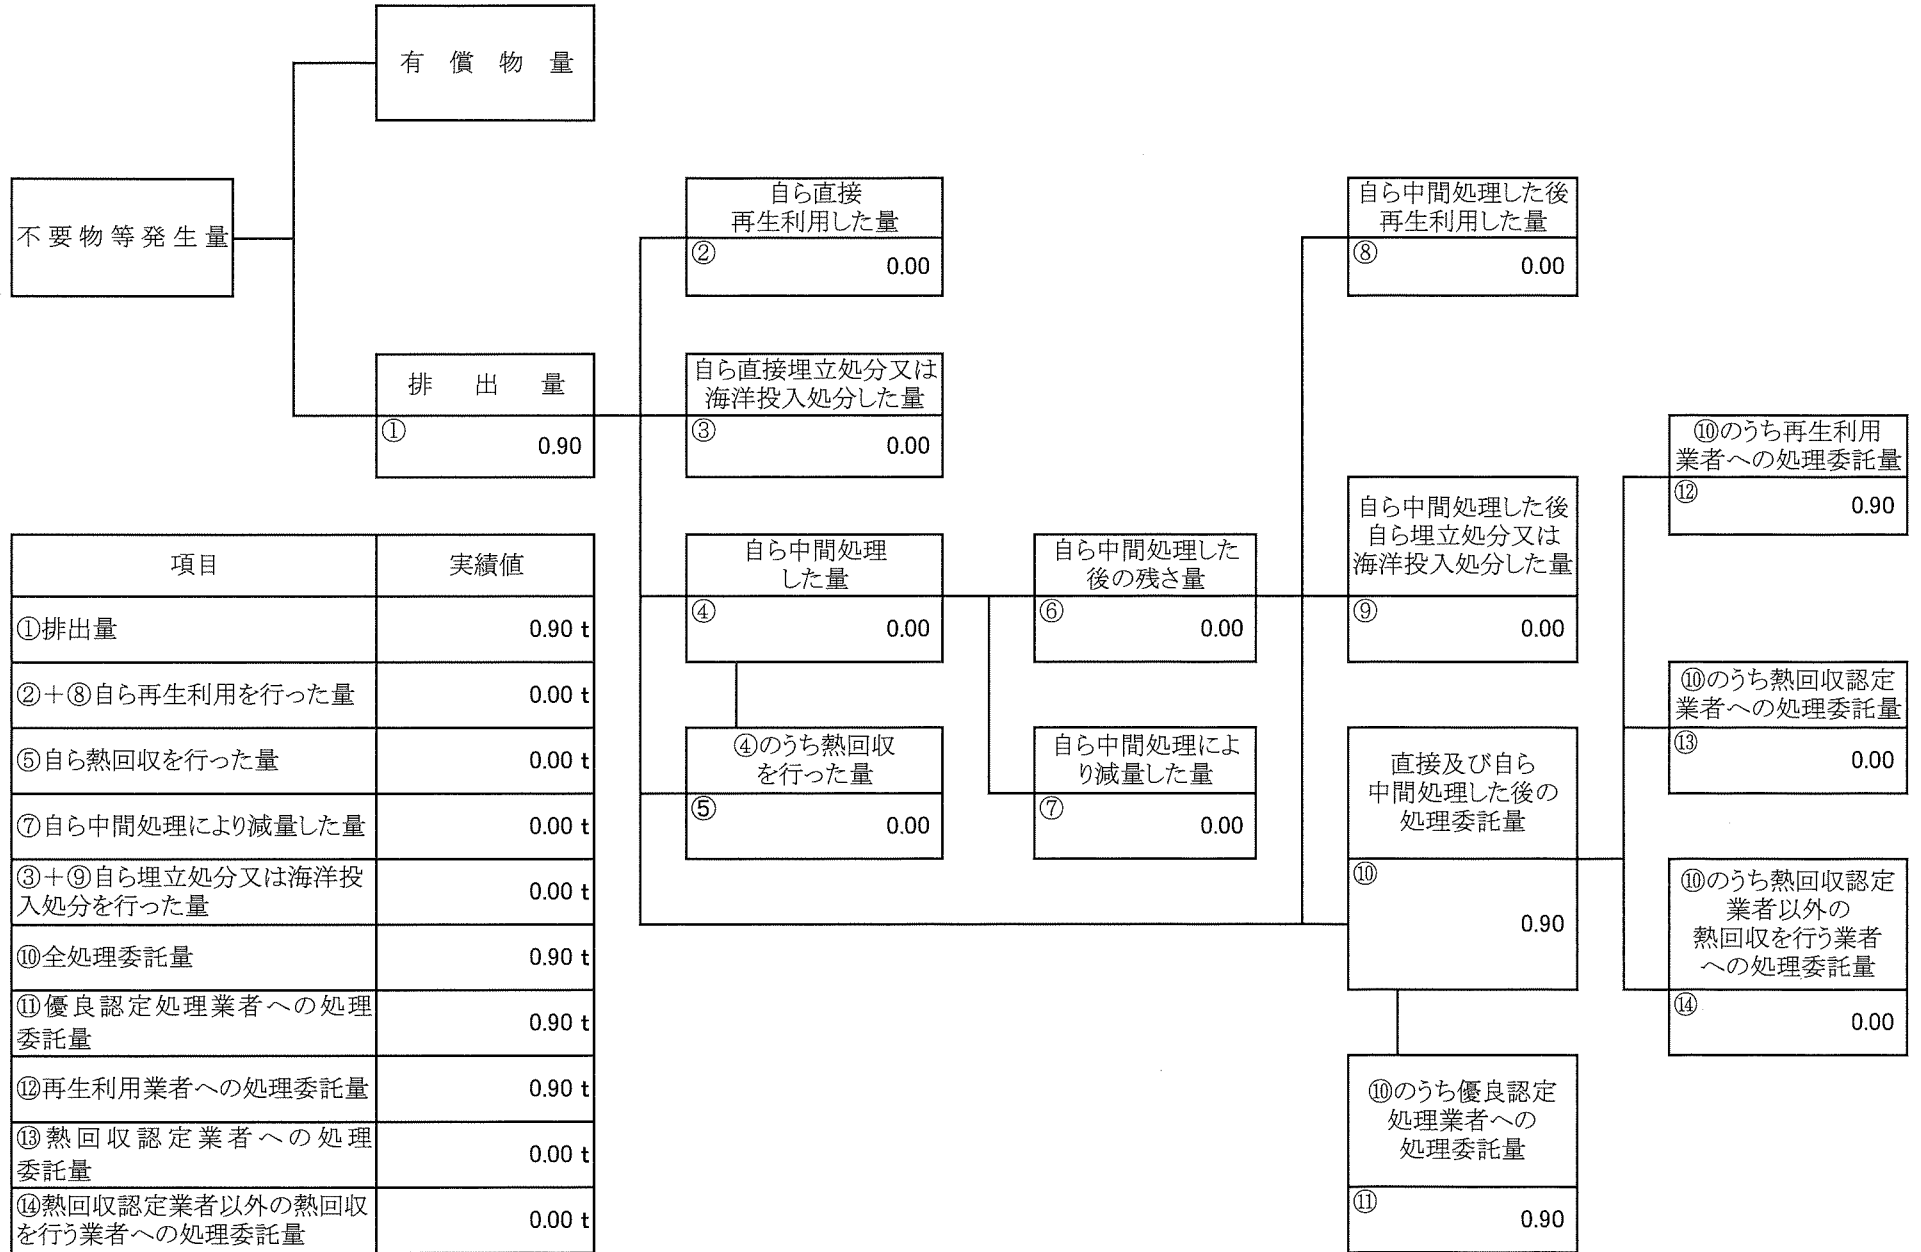 有償物量
不要物等発生量
排出量
①
0.90
自ら直接
再生利用した量
②
0.00
自ら直接埋立処分又は
海洋投入処分した量
③
0.00
自ら中間処理
した量
④
0.00
④のうち熱回収
を行った量
⑤
0.00
自ら中間処理した
後の残さ量
⑥
0.00
自ら中間処理によ
り減量した量
⑦
0.00
自ら中間処理した後
再生利用した量
⑧
0.00
自ら中間処理した後
自ら埋立処分又は
海洋投入処分した量
⑨
0.00
直接及び自ら
中間処理した後の
処理委託量
⑩
0.90
⑩のうち優良認定
処理業者への
処理委託量
⑪
0.90
⑩のうち再生利用
業者への処理委託量
⑫
0.90
⑩のうち熱回収認定
業者への処理委託量
⑬
0.00
⑩のうち熱回収認定
業者以外の
熱回収を行う業者
への処理委託量
⑭
0.00
項目 実績値
①排出量 0.90 t
②＋⑧自ら再生利用を行った量 0.00 t
⑤自ら熱回収を行った量 0.00 t
⑦自ら中間処理により減量した量 0.00 t
③＋⑨自ら埋立処分又は海洋投
入処分を行った量 0.00 t
⑩全処理委託量 0.90 t
⑪優良認定処理業者への処理
委託量 0.90 t
⑫再生利用業者への処理委託量 0.90 t
⑬熱回収認定業者への処理
委託量 0.00 t
⑭熱回収認定業者以外の熱回収
を行う業者への処理委託量 0.00 t